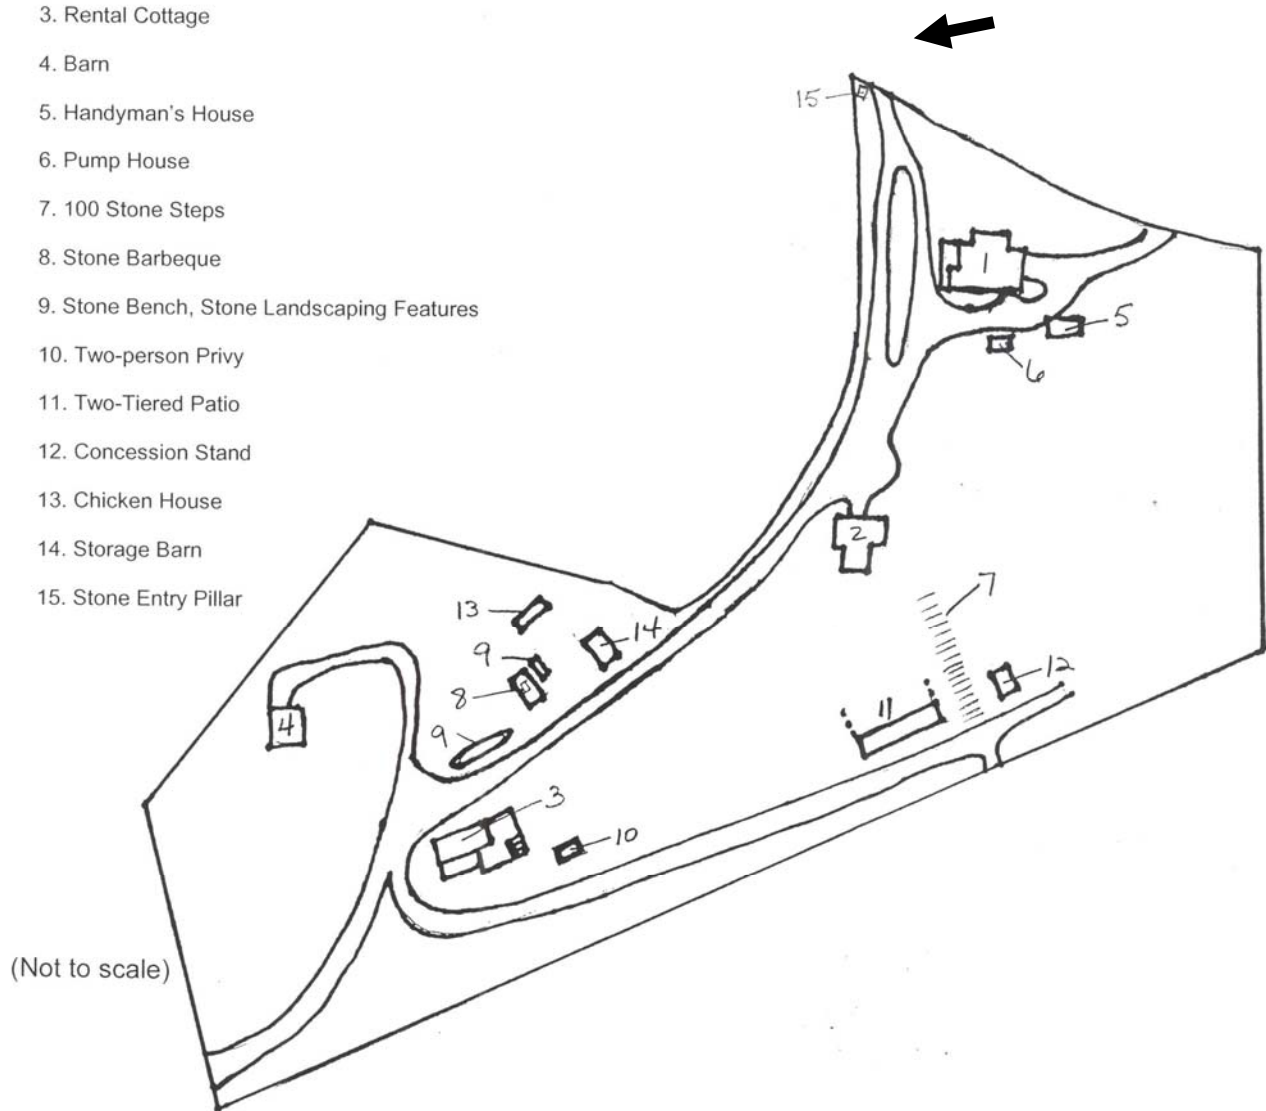 3. Rental Cottage
4. Barn
5. Handyman's House
6. Pump House
7. 100 Stone Steps
8. Stone Barbeque
9. Stone Bench, Stone Landscaping Features
10. Two-person Privy
11. Two-Tiered Patio
12. Concession Stand
13. Chicken House
14. Storage Barn
15. Stone Entry Pillar
(Not to scale)
15
1
5
6
2
7
13
14
9
8
12
11
4
9
3
10